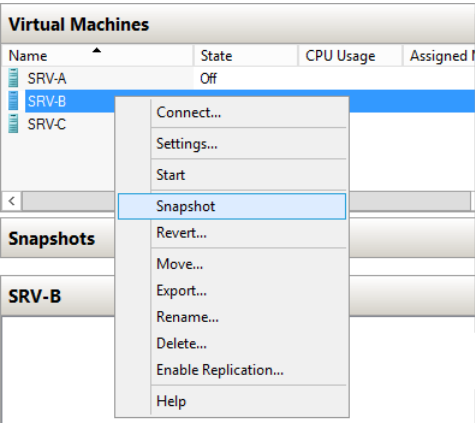 Virtual Machines
Name State CPU Usage Assigned M
SRV-A Off
SRV-B
SRV-C
Connect...
Settings...
Start
Snapshot
Revert...
Move...
Export...
Rename...
Delete...
Enable Replication...
Help
Snapshots
SRV-B